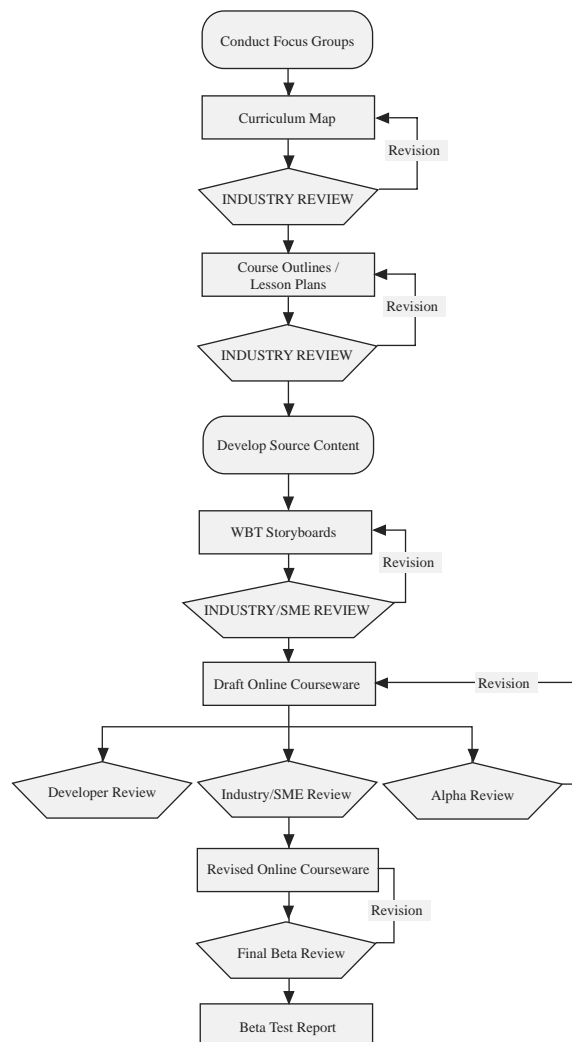 Conduct Focus Groups
Curriculum Map
Revision
INDUSTRY REVIEW
Course Outlines /
Lesson Plans
Revision
INDUSTRY REVIEW
Develop Source Content
WBT Storyboards
Revision
INDUSTRY/SME REVIEW
Draft Online Courseware
Revision
Developer Review
Industry/SME Review
Alpha Review
Revised Online Courseware
Revision
Final Beta Review
Beta Test Report